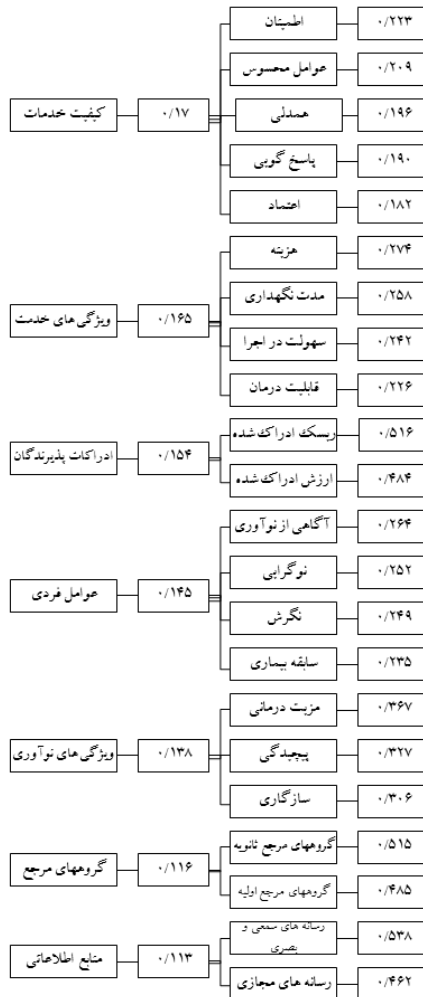 اطمینان ۰/۲۲۳
عوامل محسوس ۰/۲۰۹
کیفیت خدمات ۰/۱۷ همدلی ۰/۱۹۶
پاسخ گویی ۰/۱۹۰
اعتماد ۰/۱۸۲
هزینه ۰/۲۷۴
مدت نگهداری ۰/۲۵۸
ویژگی های خدمت ۰/۱۶۵
سهولت در اجرا ۰/۲۴۲
قابلیت درمان ۰/۲۲۶
ریسک ادراک شده ۰/۵۱۶
ادراکات پذیرندگان ۰/۱۵۴
ارزش ادراک شده ۰/۴۸۴
آگاهی از نوآوری ۰/۲۶۴
نوگرایی ۰/۲۵۲
عوامل فردی ۰/۱۴۵
نگرش ۰/۲۴۹
سابقه بیماری ۰/۲۳۵
مزیت درمانی ۰/۳۶۷
ویژگی های نوآوری ۰/۱۳۸ پیچیدگی ۰/۳۲۷
سازگاری ۰/۳۰۶
گروههای مرجع ثانویه ۰/۵۱۵
گروههای مرجع ۰/۱۱۶
گروههای مرجع اولیه ۰/۴۸۵
رسانه های سمعی و
بصری ۰/۵۳۸
منابع اطلاعاتی ۰/۱۱۳
رسانه های مجازی ۰/۴۶۲